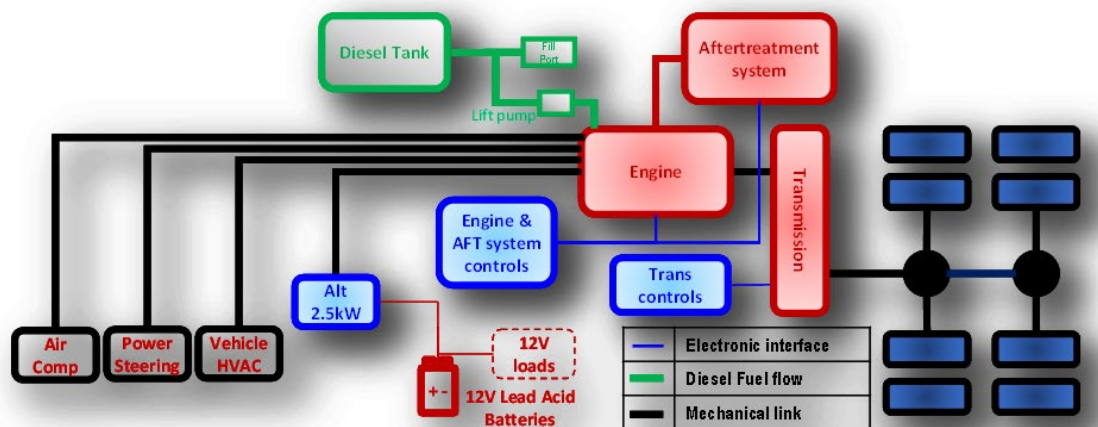 Diesel Tank
Fill
Port
Lift pump
Aftertreatment
system
Engine
Transmission
Engine &
AFT system
controls
Trans
controls
Alt
2.5kW
Air
Comp
Power
Steering
Vehicle
HVAC
12V
loads
+ -
12V Lead Acid
Batteries
Electronic interface
Diesel Fuel flow
Mechanical link